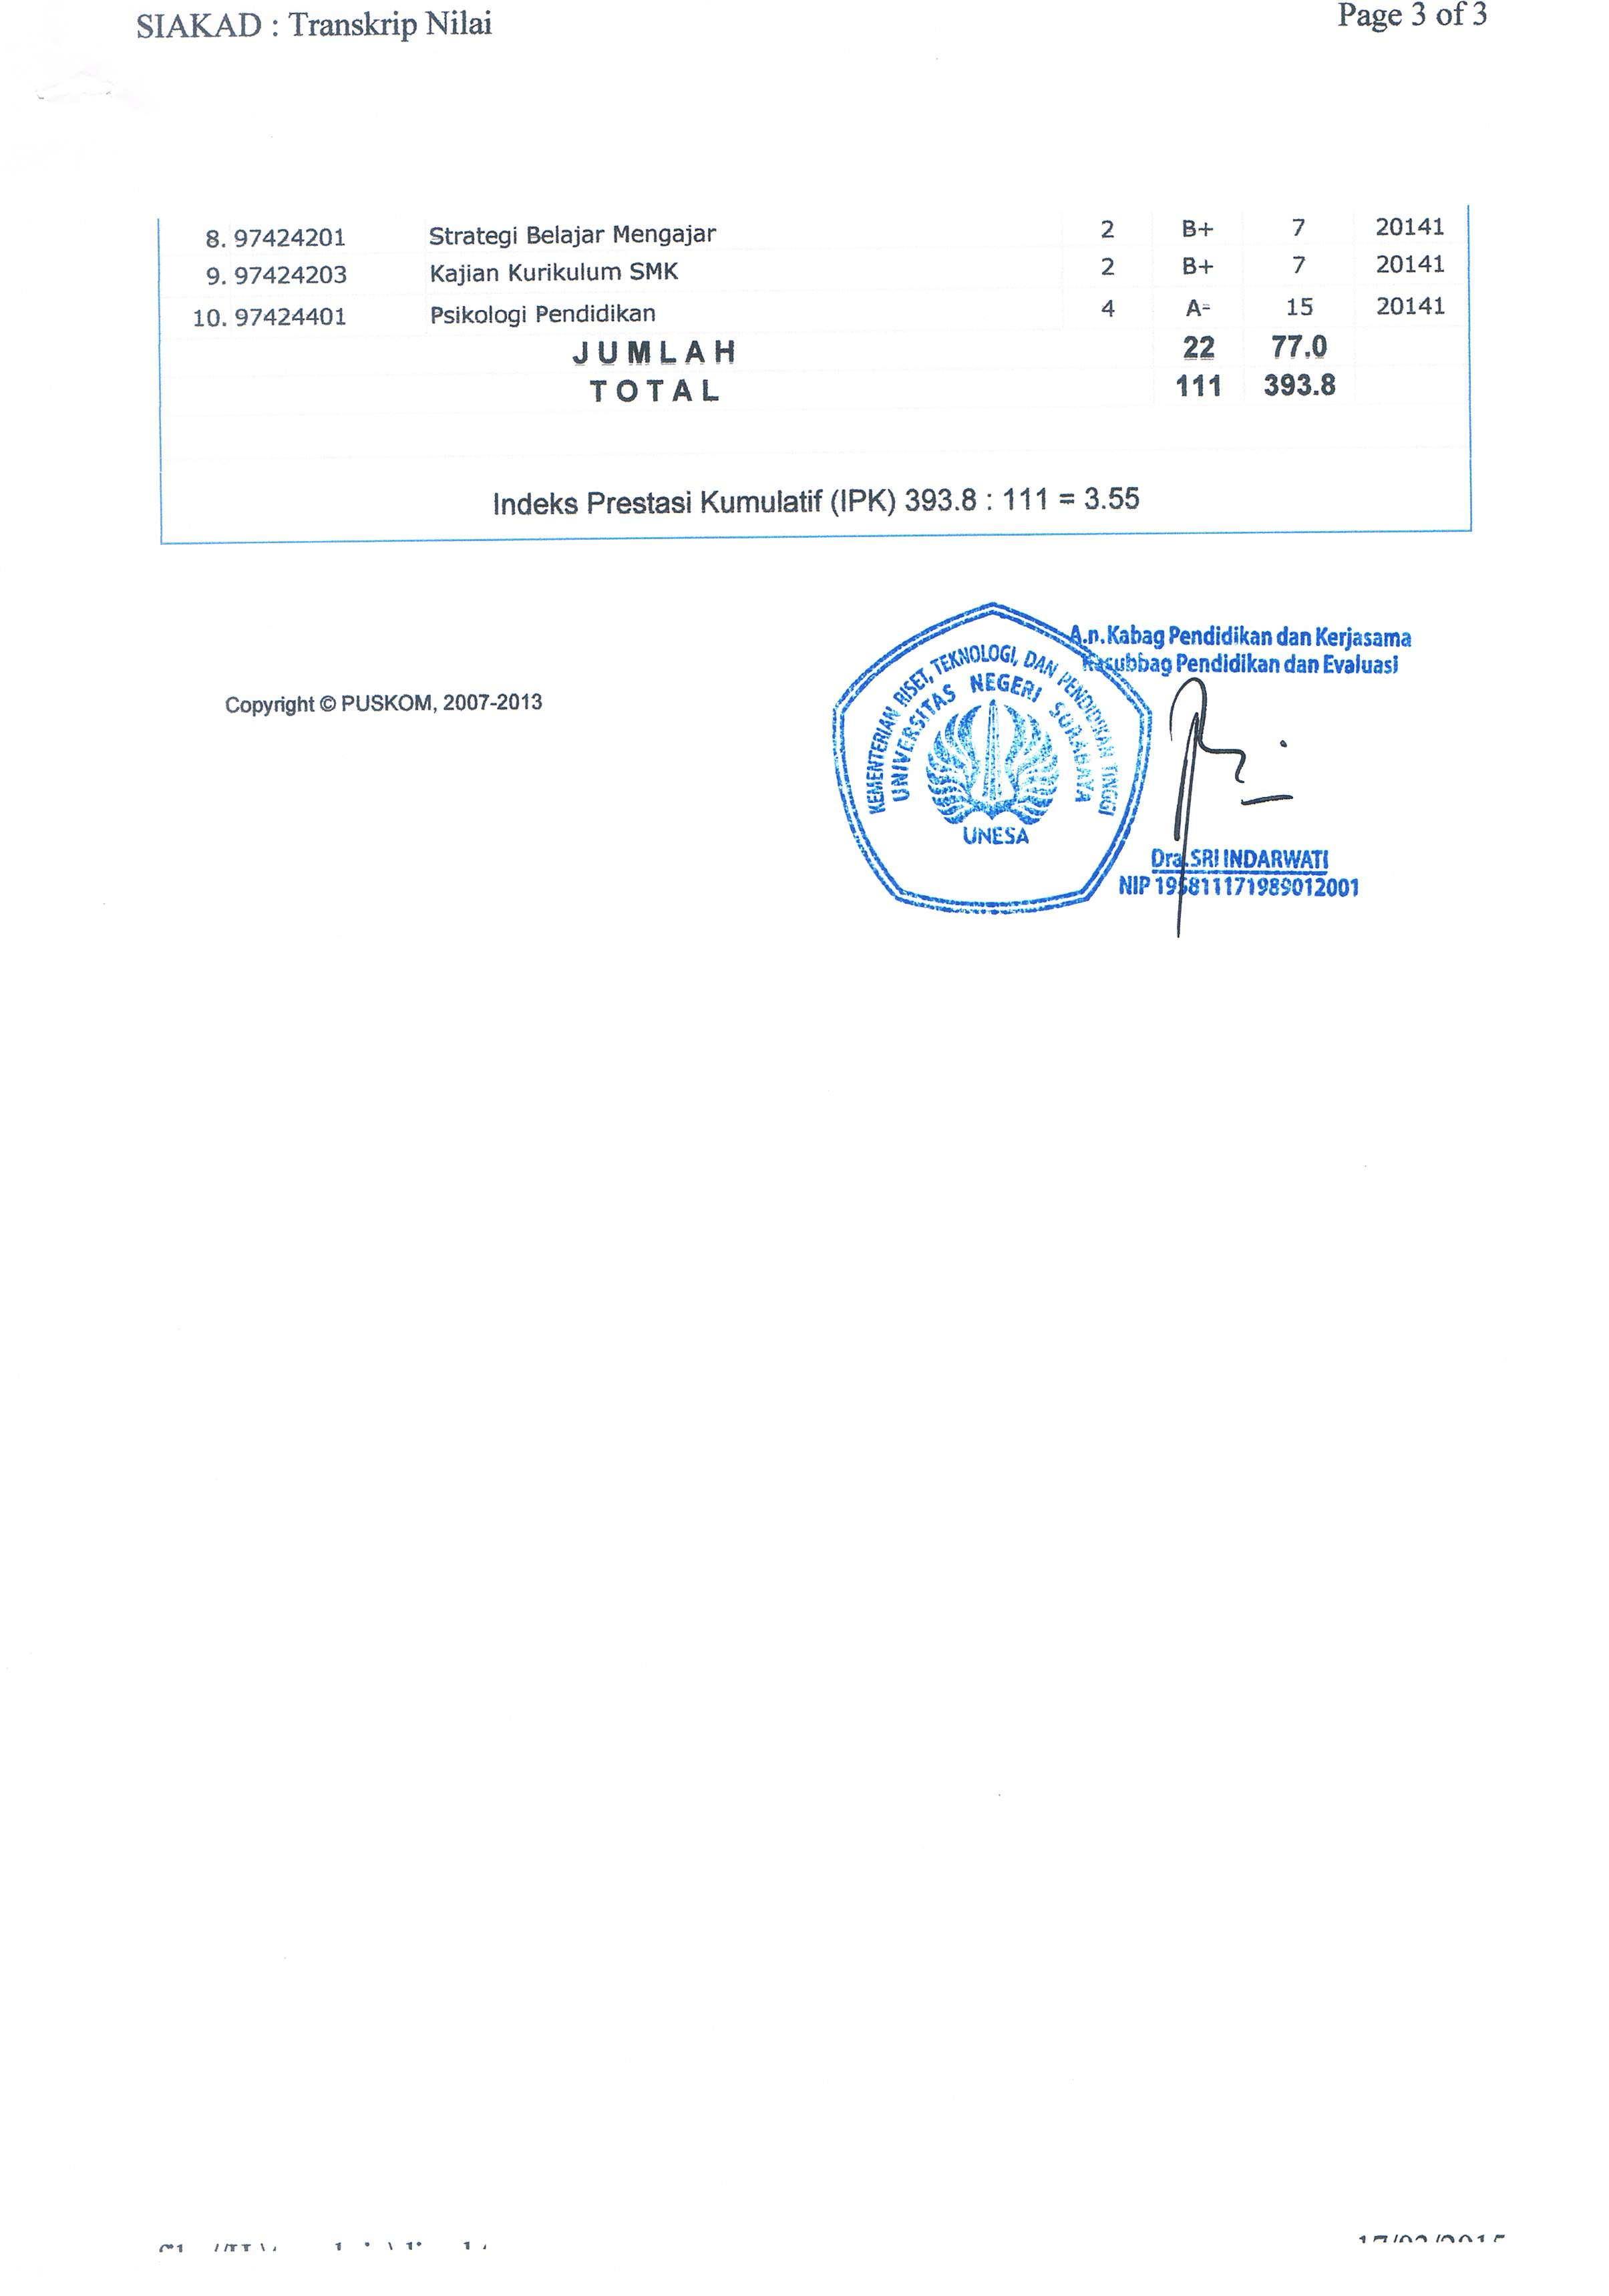 SIAKAD : Transkrip Nilai Page 3 of 3
8. 97424201 Strategi Belajar Mengajar 2 B+ 7 20141
9. 97424203 Kajian Kurikulum SMK 2 B+ 7 20141
10. 97424401 Psikologi Pendidikan 4 A- 15 20141
JUMLAH 22 77.0
TOTAL 111 393.8
Indeks Prestasi Kumulatif (IPK) 393.8 : 111 = 3.55
A.n. Kabag Pendidikan dan Kerjasama
Kasubbag Pendidikan dan Evaluasi
Copyright © PUSKOM, 2007-2013
KEMENTERIAN RISET, TEKNOLOGI, DAN PENDIDIKAN TINGGI
UNIVERSITAS NEGERI SURABAYA
UNESA
Dra. SRI INDARWATI
NIP 195811171989012001